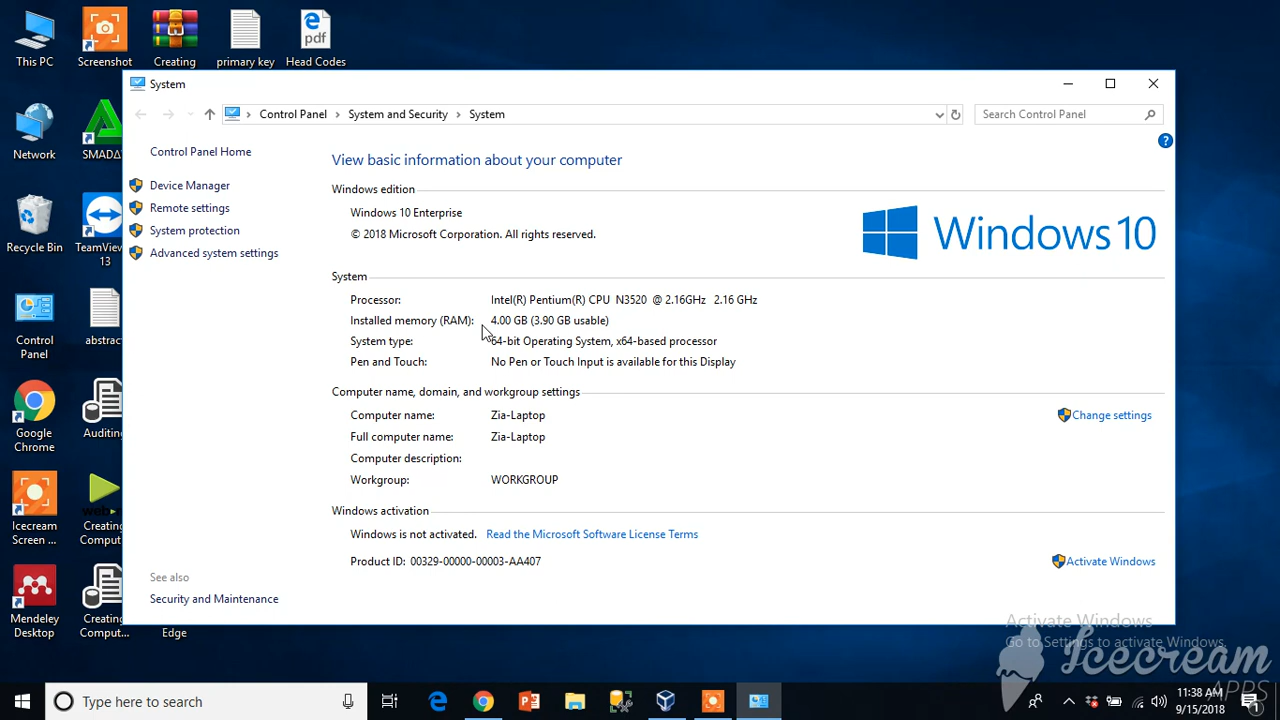 This PC
Screenshot
Creating
primary key
Head Codes
pdf
System
Control Panel
System and Security
System
Search Control Panel
Network
SMADA
Control Panel Home
View basic information about your computer
Device Manager
Windows edition
Remote settings
Windows 10 Enterprise
System protection
© 2018 Microsoft Corporation. All rights reserved.
Windows 10
Recycle Bin
TeamView
13
Advanced system settings
System
Processor: Intel(R) Pentium(R) CPU N3520 @ 2.16GHz 2.16 GHz
Installed memory (RAM): 4.00 GB (3.90 GB usable)
System type: 64-bit Operating System, x64-based processor
Pen and Touch: No Pen or Touch Input is available for this Display
Control
Panel
abstrac
Computer name, domain, and workgroup settings
Computer name: Zia-Laptop
Change settings
Full computer name: Zia-Laptop
Computer description:
Workgroup: WORKGROUP
Google
Chrome
Auditing
Windows activation
Windows is not activated. Read the Microsoft Software License Terms
Product ID: 00329-00000-00003-AA407
Activate Windows
Icecream
Screen ...
Creating
Comput...
See also
Security and Maintenance
Mendeley
Desktop
Creating
Comput...
Edge
Activate Windows
Go to Settings to activate Windows.
Icecream
APPS
Type here to search
11:38 AM
9/15/2018
1